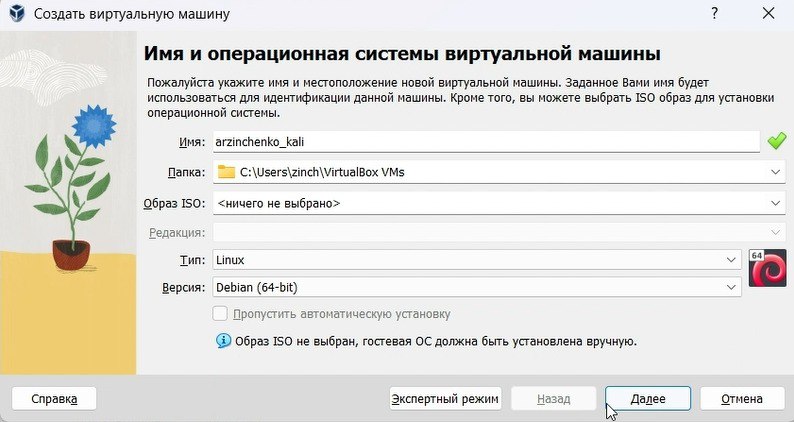 Создать виртуальную машину
?
Имя и операционная системы виртуальной машины
Пожалуйста укажите имя и местоположение новой виртуальной машины. Заданное Вами имя будет
использоваться для идентификации данной машины. Кроме того, вы можете выбрать ISO образ для установки
операционной системы.
Имя: arzinchenko_kali
Папка: C:\Users\zinch\VirtualBox VMs
Образ ISO: <ничего не выбрано>
Редакция:
Тип: Linux
64
Версия: Debian (64-bit)
Пропустить автоматическую установку
Образ ISO не выбран, гостевая ОС должна быть установлена вручную.
Справка Экспертный режим Назад Далее Отмена